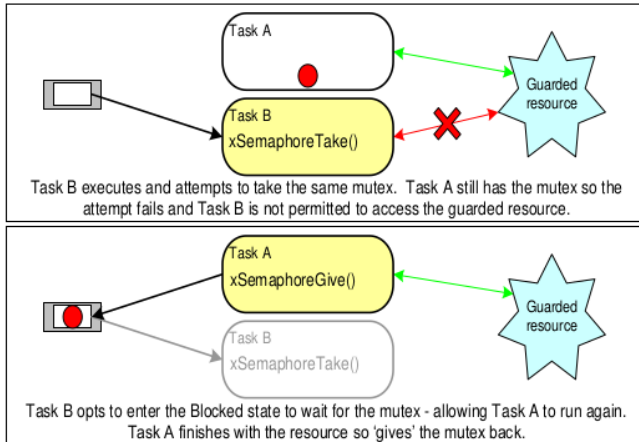 Task A
Guarded
resource
Task B
xSemaphoreTake()
Task B executes and attempts to take the same mutex.  Task A still has the mutex so the
attempt fails and Task B is not permitted to access the guarded resource.
Task A
xSemaphoreGive()
Guarded
resource
Task B
xSemaphoreTake()
Task B opts to enter the Blocked state to wait for the mutex - allowing Task A to run again.
Task A finishes with the resource so ‘gives’ the mutex back.